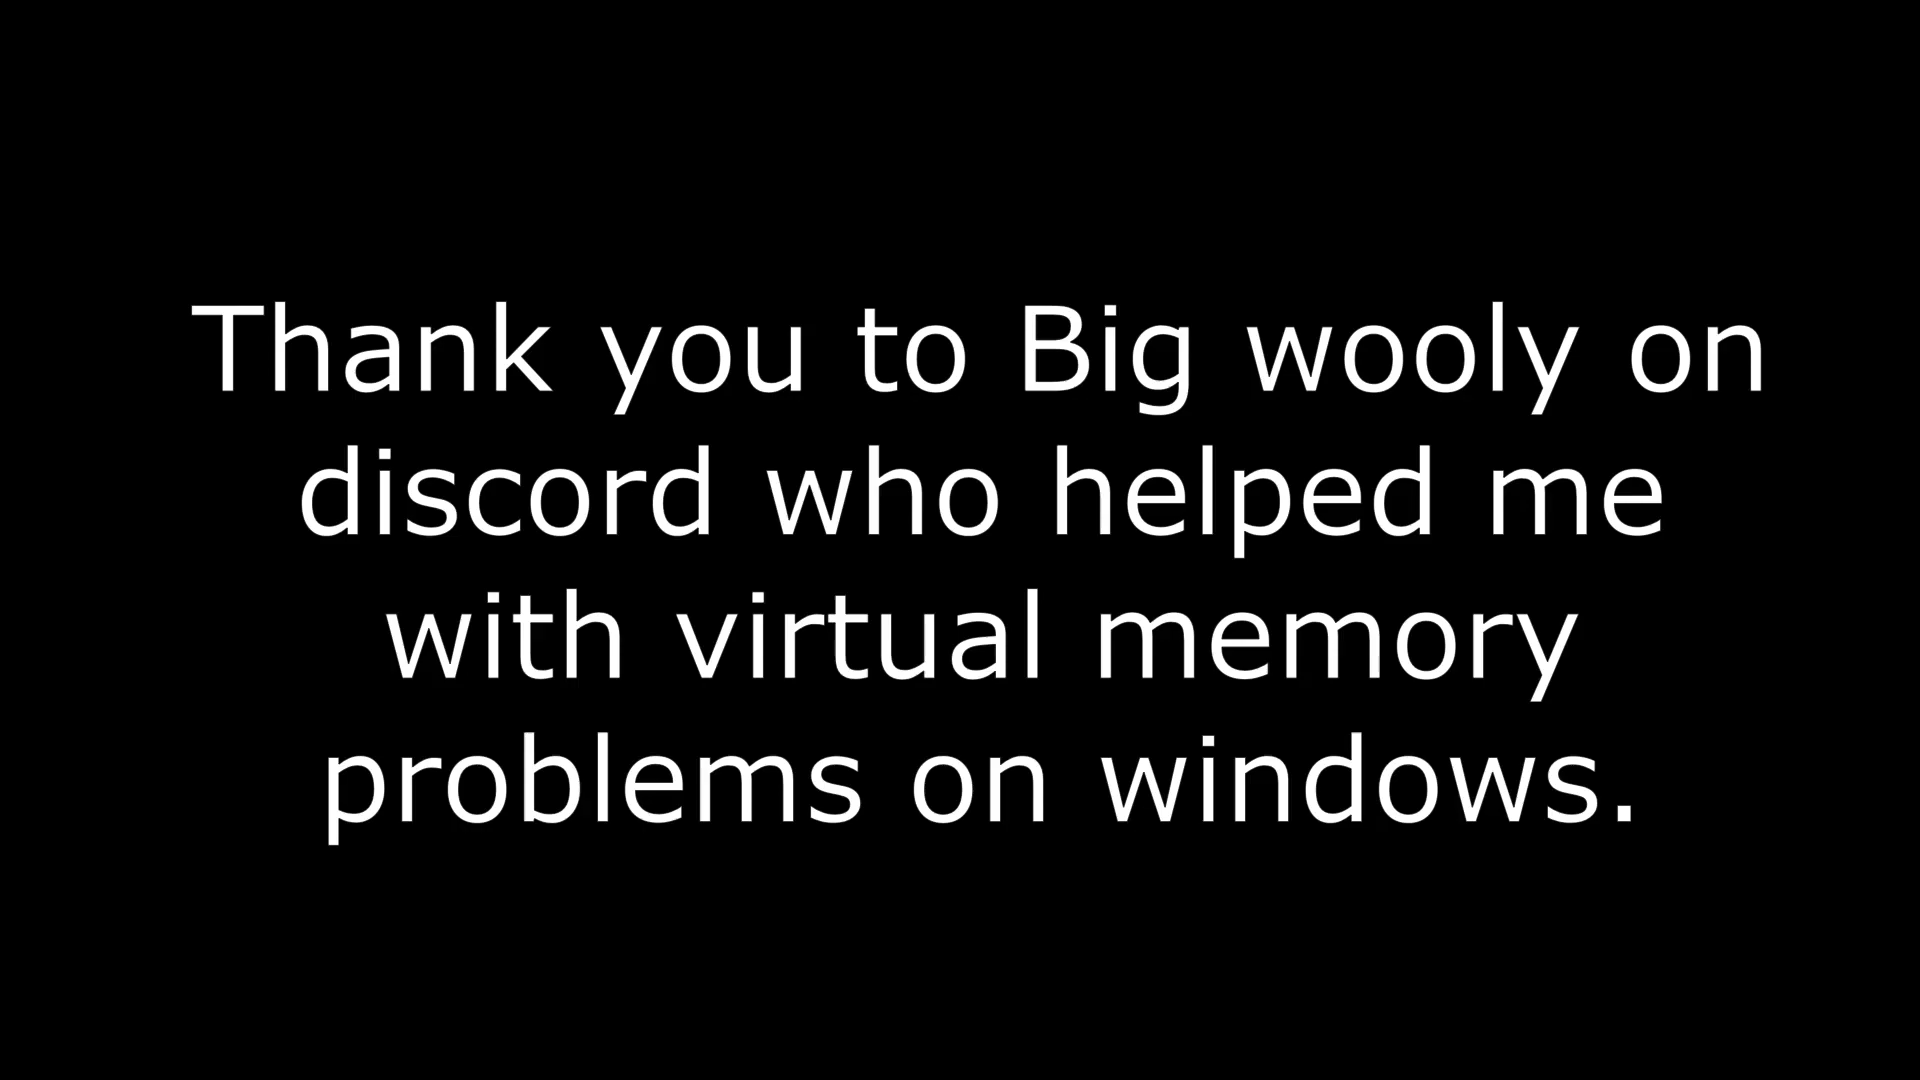 Thank you to Big wooly on
discord who helped me
with virtual memory
problems on windows.